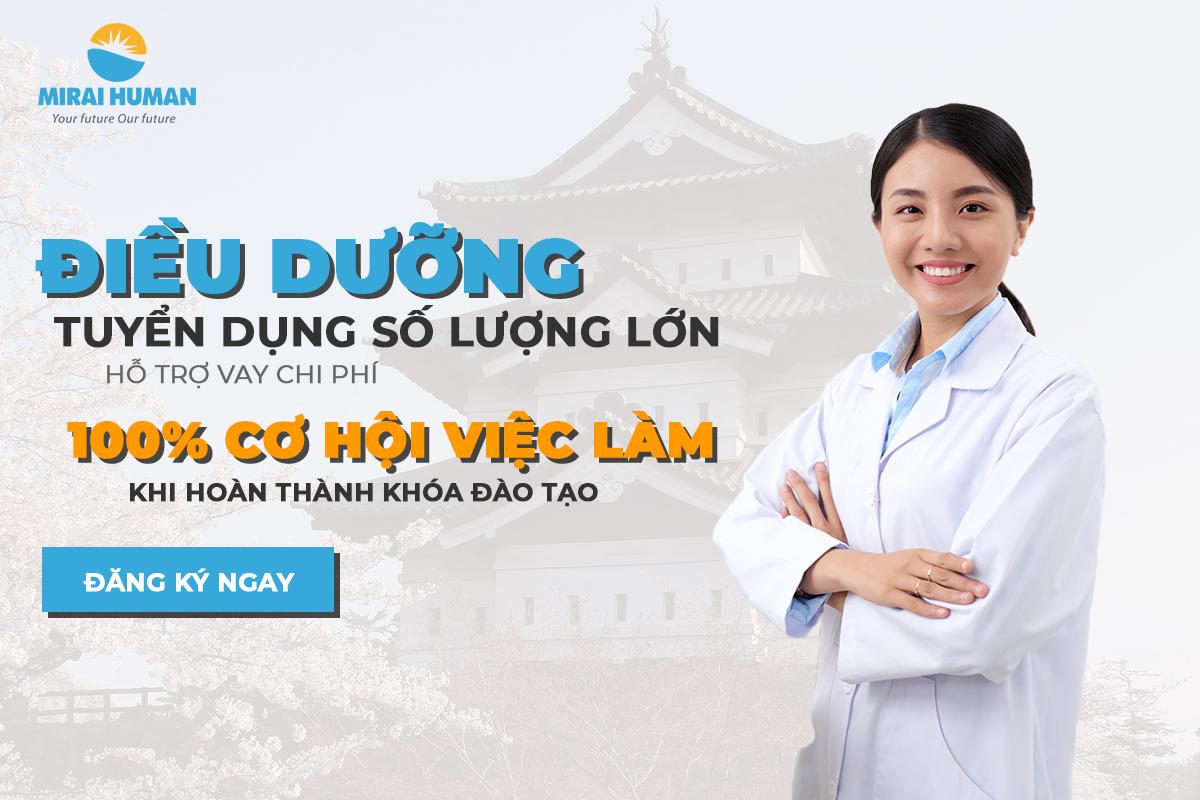 MIRAI HUMAN
Your future Our future
ĐIỀU DƯỠNG
TUYỂN DỤNG SỐ LƯỢNG LỚN
HỖ TRỢ VAY CHI PHÍ
100% CƠ HỘI VIỆC LÀM
KHI HOÀN THÀNH KHÓA ĐÀO TẠO
ĐĂNG KÝ NGAY